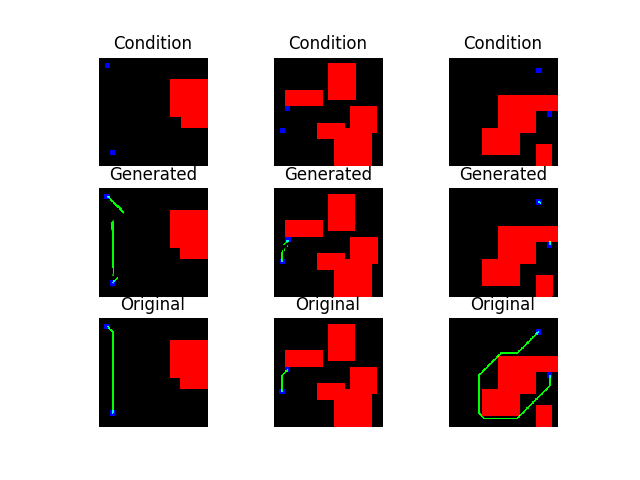 Condition Condition Condition
Generated Generated Generated
Original Original Original